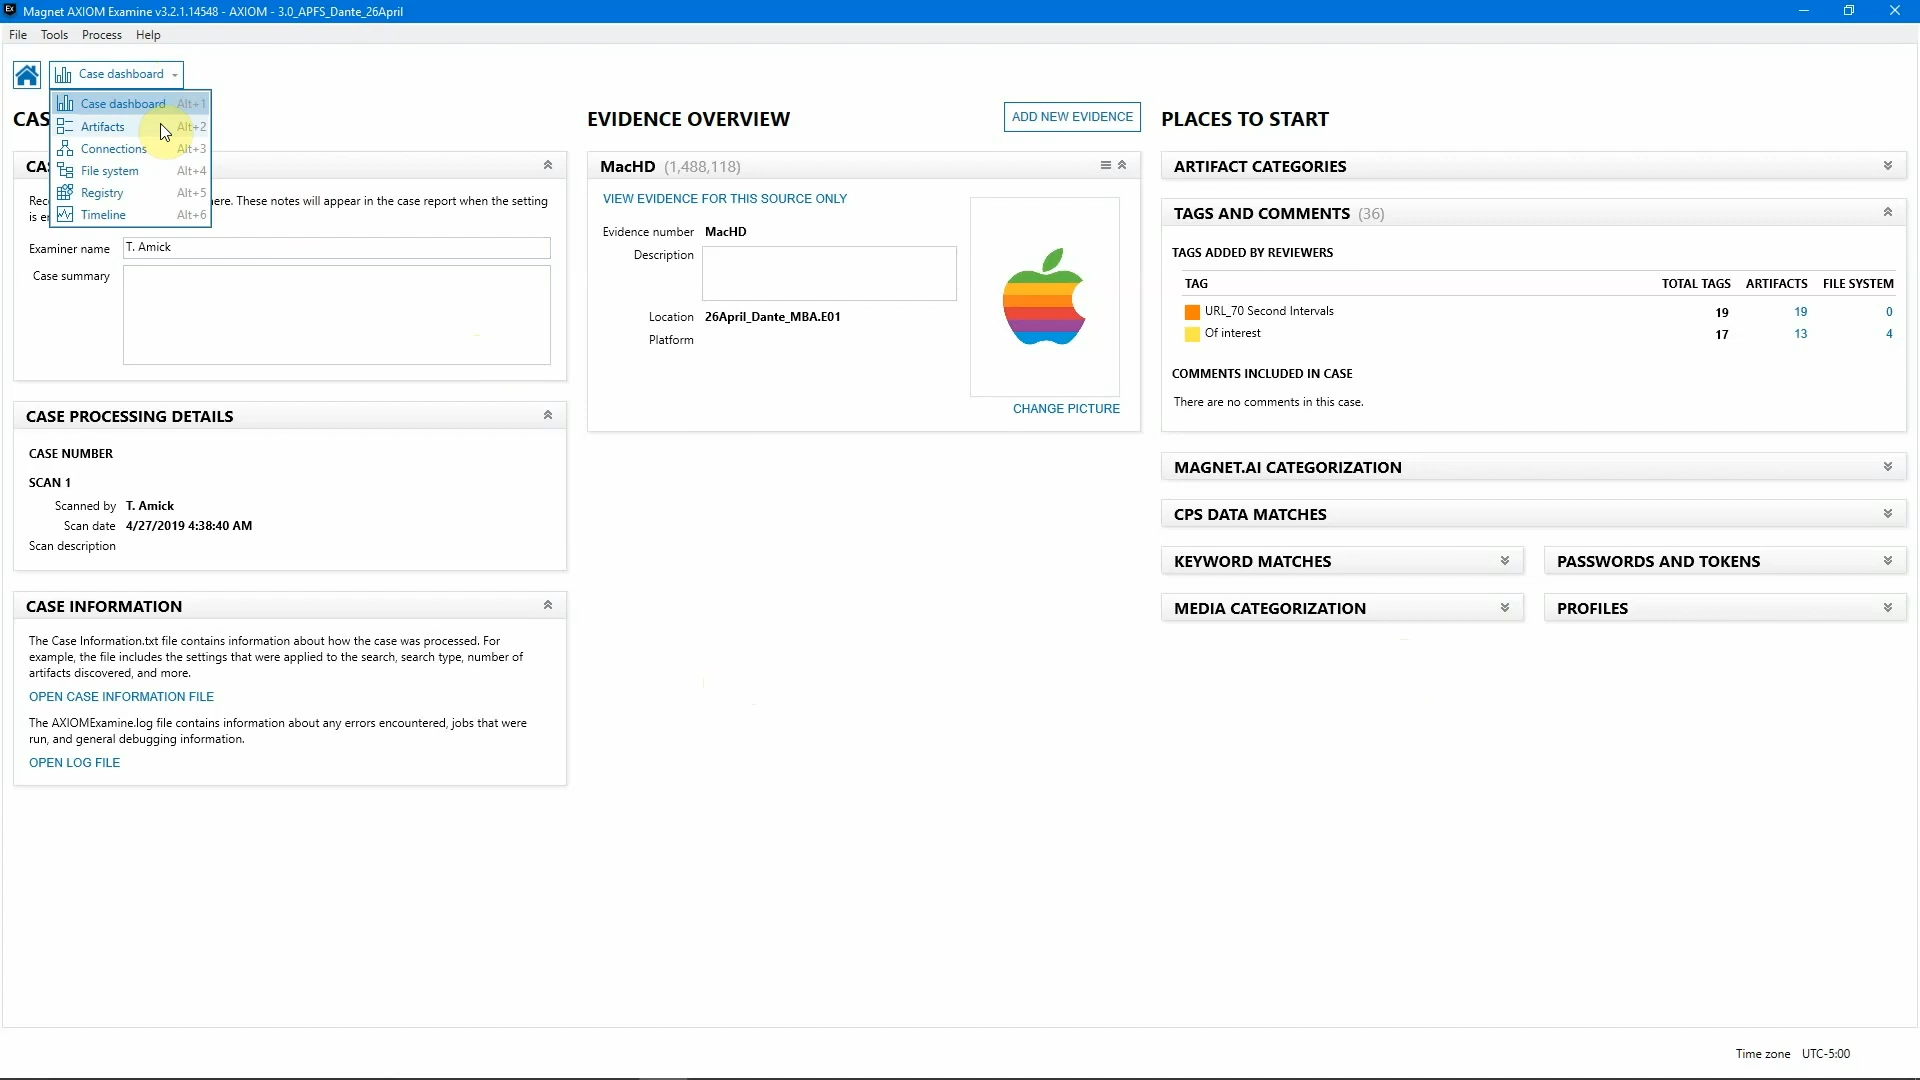 Ex Magnet AXIOM Examine v3.2.1.14548 - AXIOM - 3.0_APFS_Dante_26April
File Tools Process Help
Case dashboard
Case dashboard Alt+1
Artifacts Alt+2
Connections Alt+3
File system Alt+4
Registry Alt+5
Timeline Alt+6
CAS
CA
Rec ere. These notes will appear in the case report when the setting
is e
Examiner name T. Amick
Case summary
CASE PROCESSING DETAILS
CASE NUMBER
SCAN 1
Scanned by T. Amick
Scan date 4/27/2019 4:38:40 AM
Scan description
CASE INFORMATION
The Case Information.txt file contains information about how the case was processed. For
example, the file includes the settings that were applied to the search, search type, number of
artifacts discovered, and more.
OPEN CASE INFORMATION FILE
The AXIOMExamine.log file contains information about any errors encountered, jobs that were
run, and general debugging information.
OPEN LOG FILE
EVIDENCE OVERVIEW
ADD NEW EVIDENCE
MacHD (1,488,118)
VIEW EVIDENCE FOR THIS SOURCE ONLY
Evidence number MacHD
Description
Location 26April_Dante_MBA.E01
Platform
CHANGE PICTURE
PLACES TO START
ARTIFACT CATEGORIES
TAGS AND COMMENTS (36)
TAGS ADDED BY REVIEWERS
TAG TOTAL TAGS ARTIFACTS FILE SYSTEM
URL_70 Second Intervals 19 19 0
Of interest 17 13 4
COMMENTS INCLUDED IN CASE
There are no comments in this case.
MAGNET.AI CATEGORIZATION
CPS DATA MATCHES
KEYWORD MATCHES
PASSWORDS AND TOKENS
MEDIA CATEGORIZATION
PROFILES
Time zone UTC-5:00